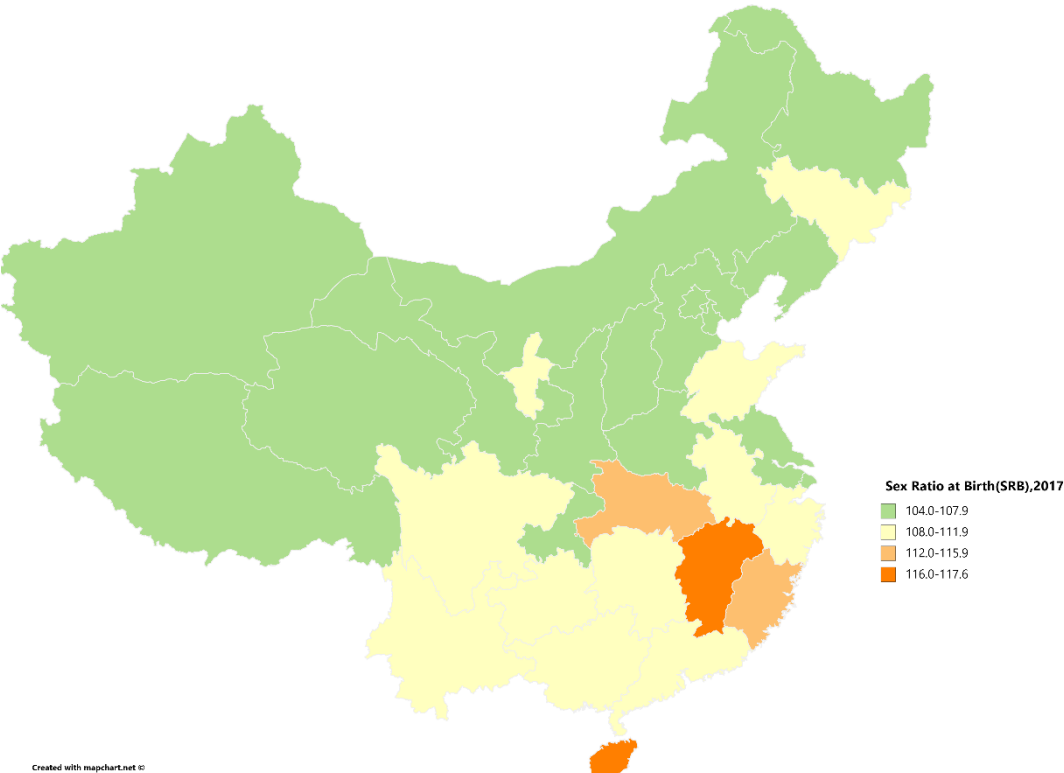 Sex Ratio at Birth(SRB),2017
104.0-107.9
108.0-111.9
112.0-115.9
116.0-117.6
Created with mapchart.net ©